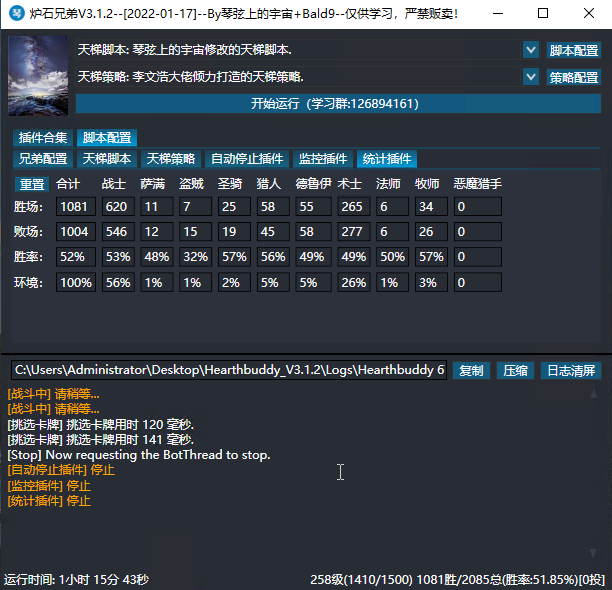 琴 炉石兄弟V3.1.2--[2022-01-17]--By琴弦上的宇宙+Bald9--仅供学习，严禁贩卖!
天梯脚本: 琴弦上的宇宙修改的天梯脚本. 脚本配置
天梯策略: 李文浩大佬倾力打造的天梯策略. 策略配置
开始运行（学习群:126894161）
插件合集 脚本配置
兄弟配置 天梯脚本 天梯策略 自动停止插件 监控插件 统计插件
重置 合计 战士 萨满 盗贼 圣骑 猎人 德鲁伊 术士 法师 牧师 恶魔猎手
胜场: 1081 620 11 7 25 58 55 265 6 34 0
败场: 1004 546 12 15 19 45 58 277 6 26 0
胜率: 52% 53% 48% 32% 57% 56% 49% 49% 50% 57% 0
环境: 100% 56% 1% 1% 2% 5% 5% 26% 1% 3% 0
C:\Users\Administrator\Desktop\Hearthbuddy_V3.1.2\Logs\Hearthbuddy 6 复制 压缩 日志清屏
[战斗中] 请稍等...
[战斗中] 请稍等...
[挑选卡牌] 挑选卡牌用时 120 毫秒.
[挑选卡牌] 挑选卡牌用时 141 毫秒.
[Stop] Now requesting the BotThread to stop.
[自动停止插件] 停止
[监控插件] 停止
[统计插件] 停止
运行时间: 1小时 15分 43秒 258级(1410/1500) 1081胜/2085总(胜率:51.85%)[0投]